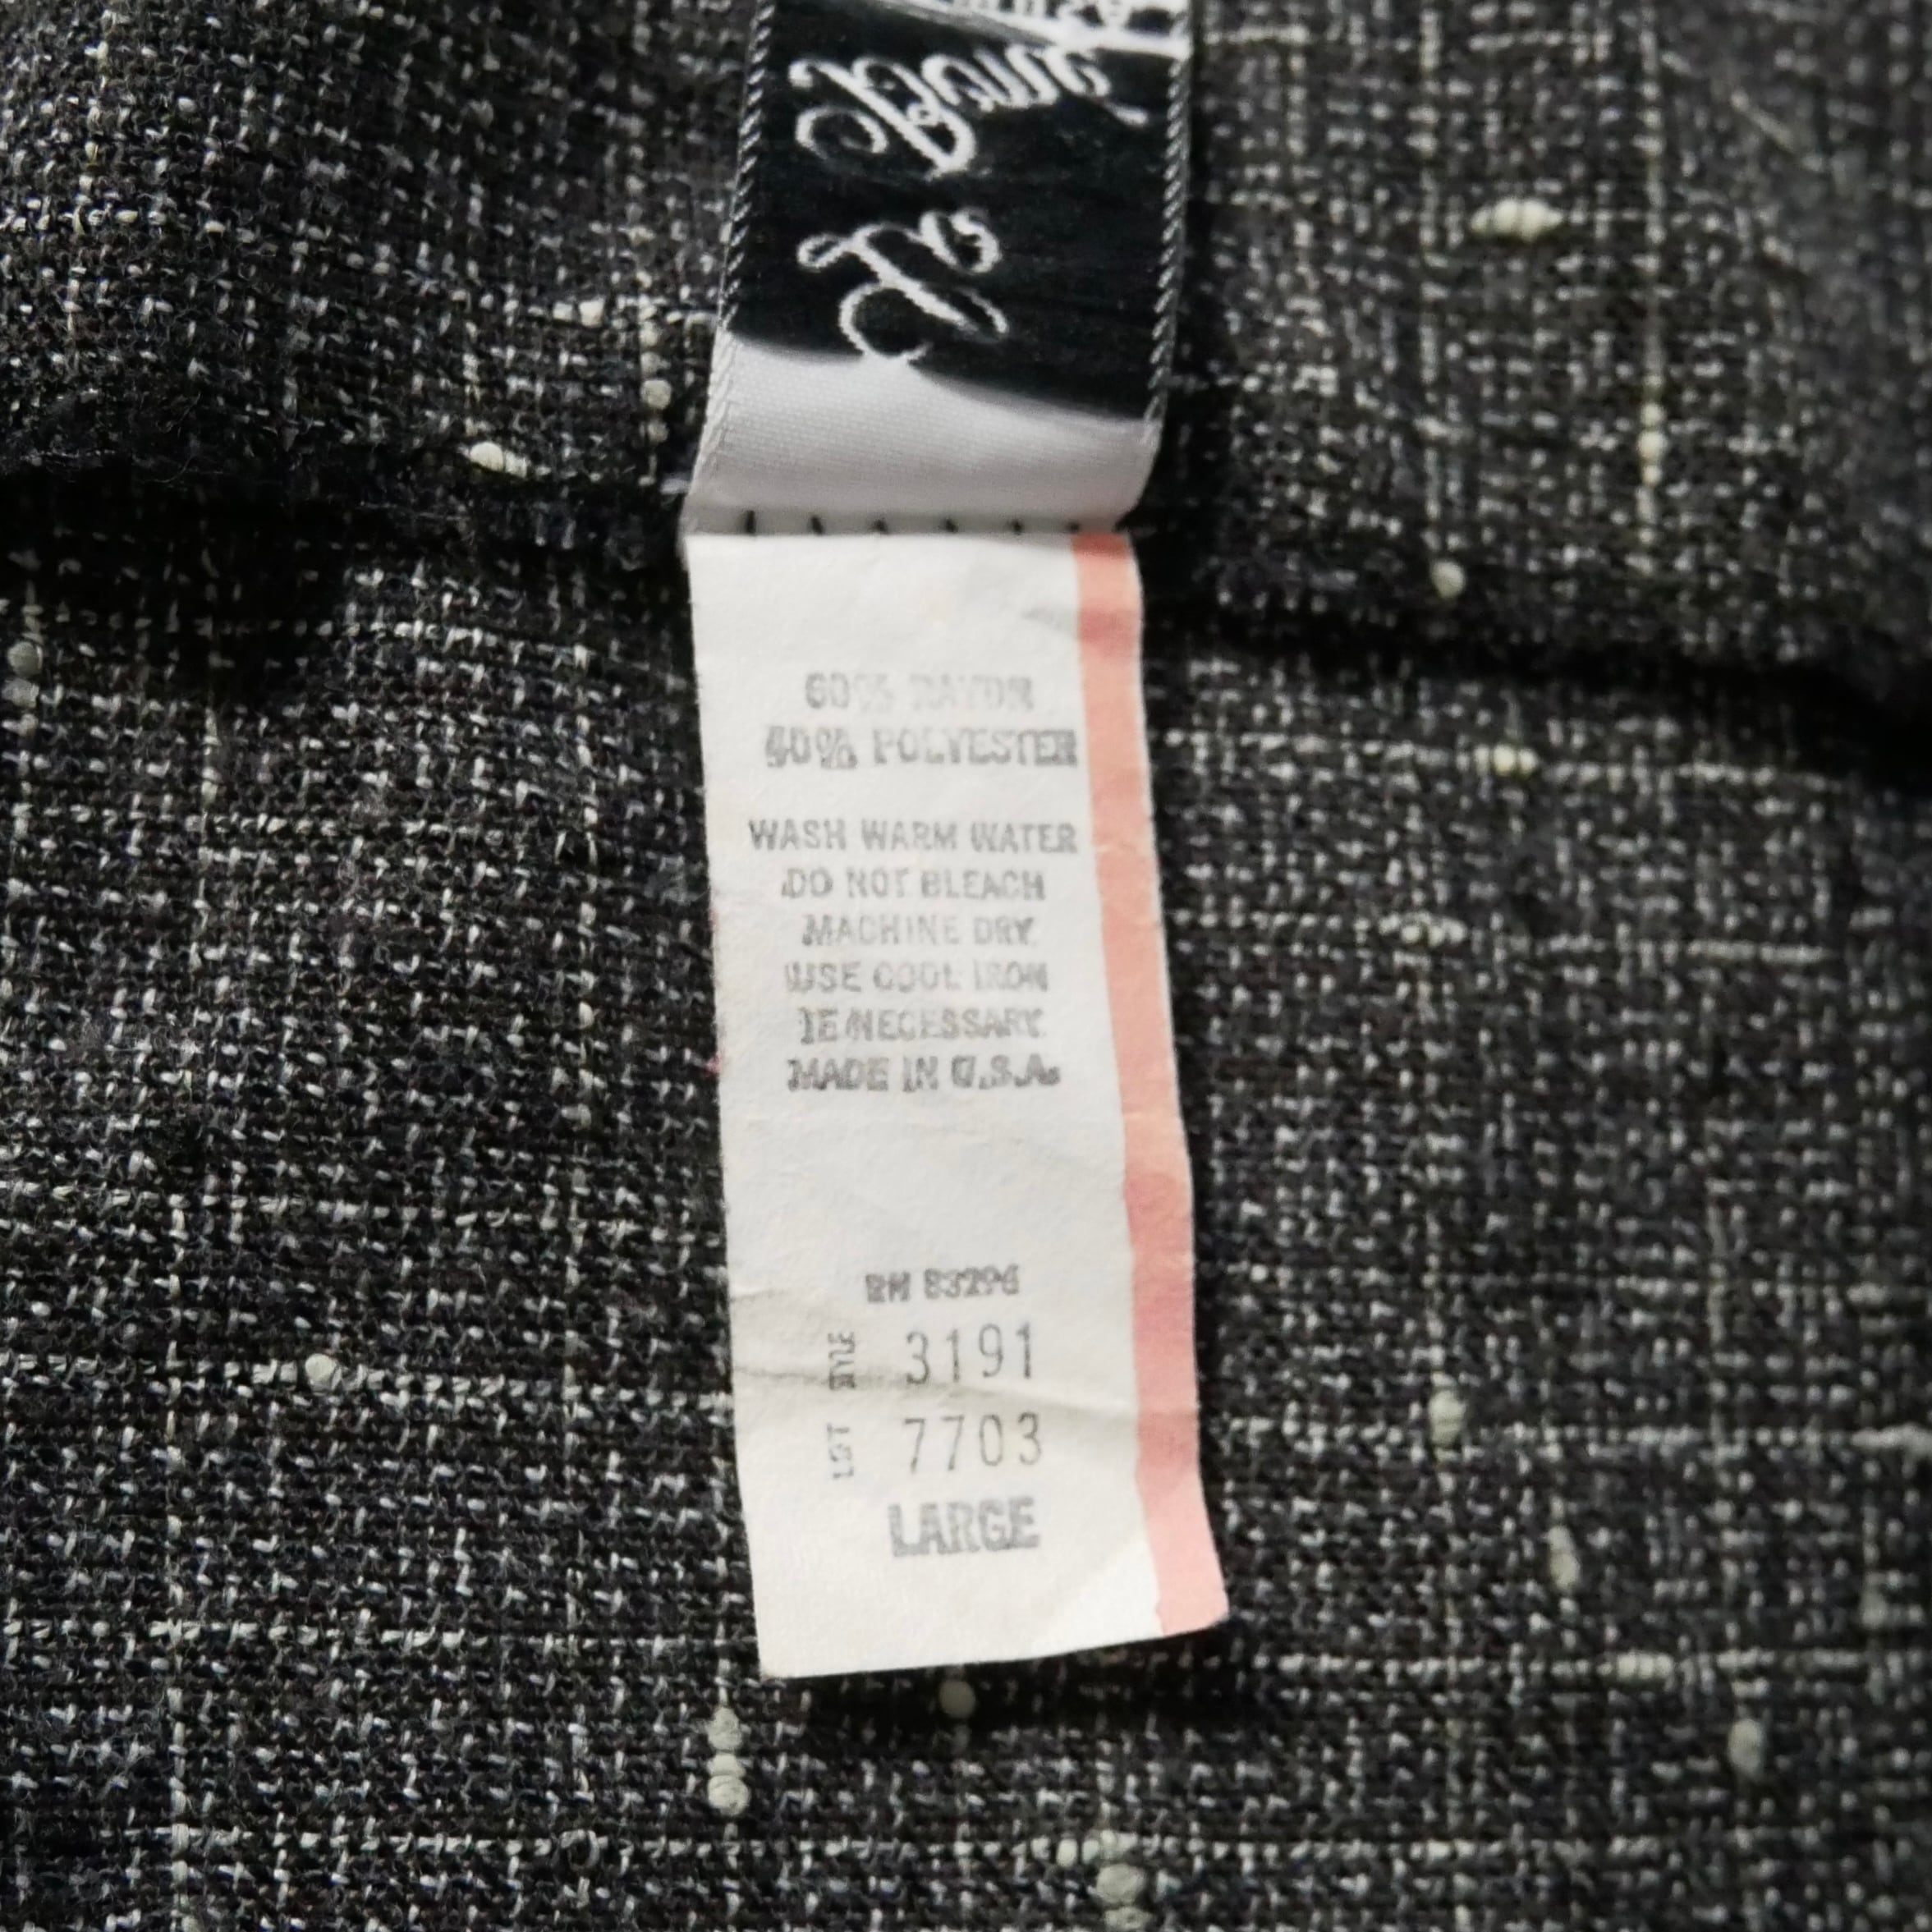 60% RAYON
40% POLYESTER
WASH WARM WATER
DO NOT BLEACH
MACHINE DRY
USE COOL IRON
IF NECESSARY
MADE IN U.S.A.
RN 83296
STYLE 3191
LOT 7703
LARGE